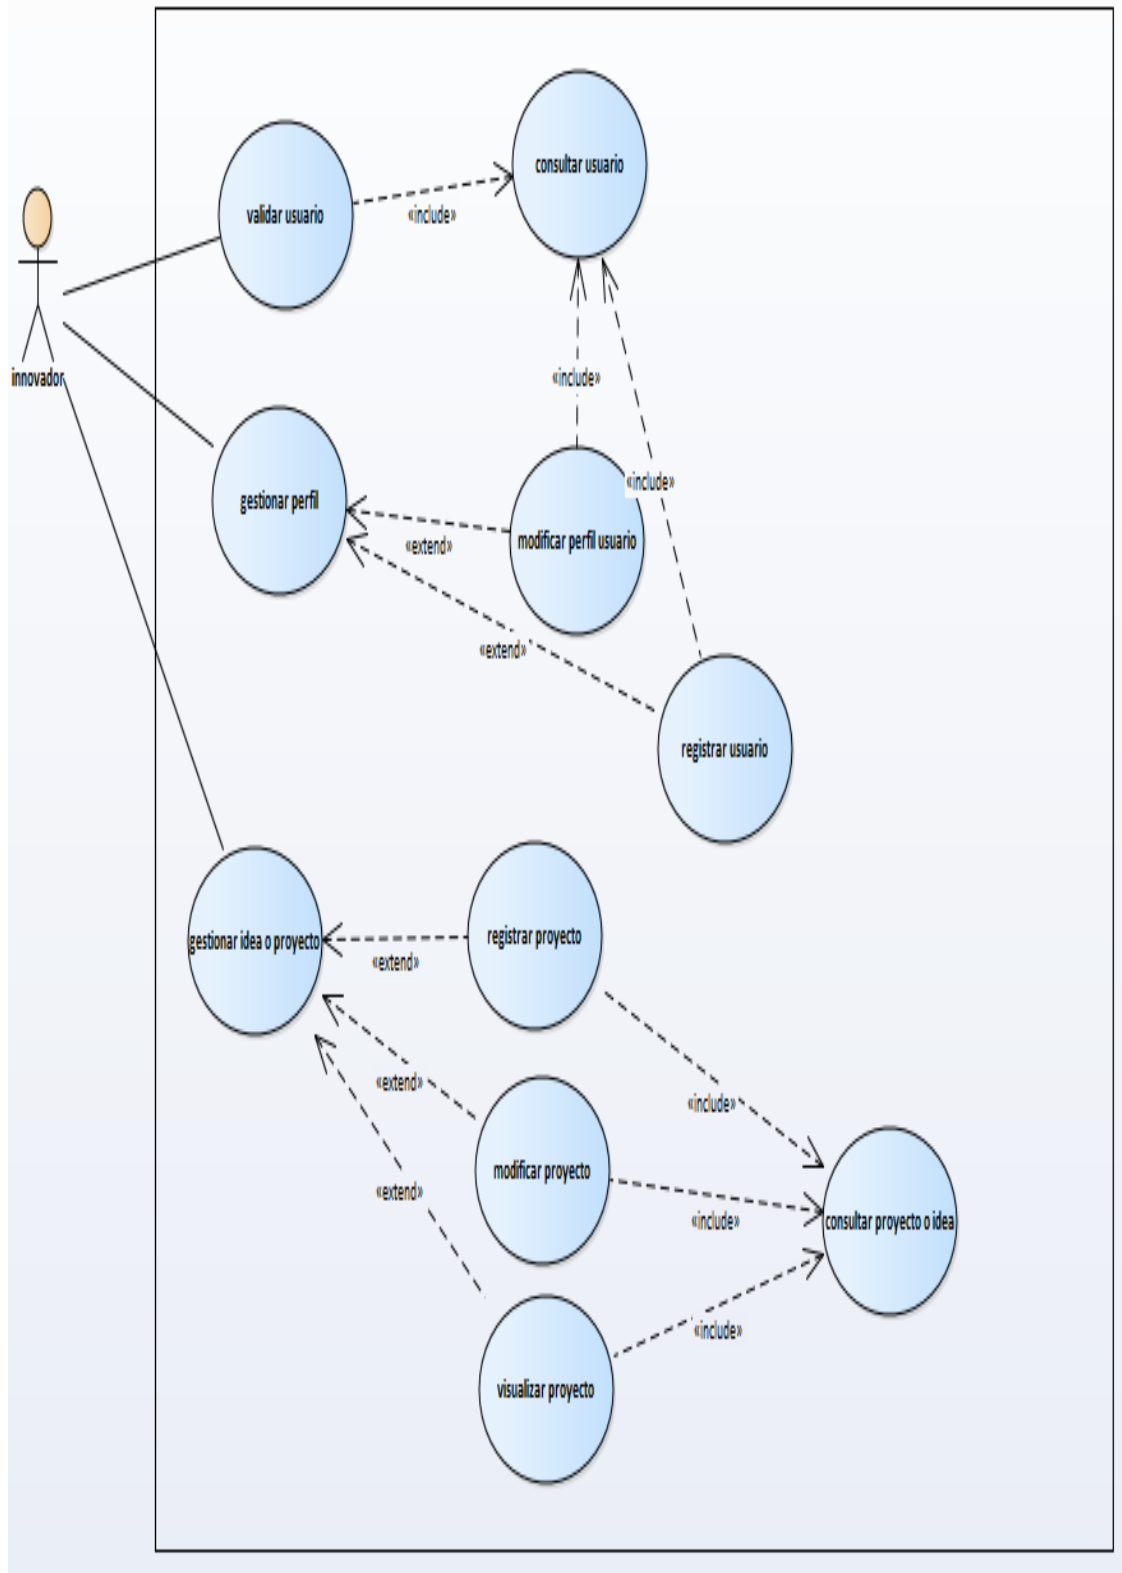 consultar usuario
validar usuario
«include»
innovador
«include»
gestionar perfil
«include»
modificar perfil usuario
«extend»
«extend»
registrar usuario
gestionar idea o proyecto
registrar proyecto
«extend»
«extend»
«include»
modificar proyecto
«extend»
«include»
consultar proyecto o idea
«include»
visualizar proyecto